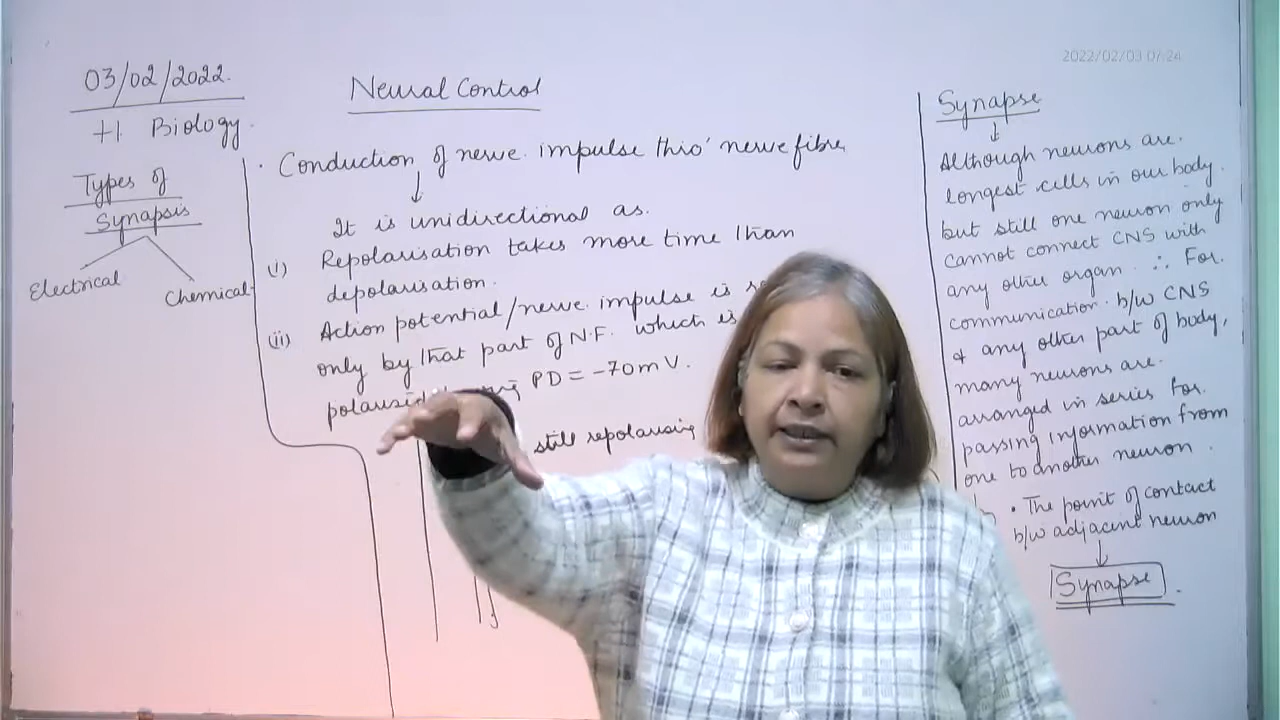 2022/02/03 07:24
03/02/2022.
+1 Biology.
Types of
Synapsis
Electrical
Chemical
Neural Control
· Conduction of nerve impulse thro' nerve fibre
It is unidirectional as.
(i) Repolarisation takes more time than
depolarisation.
(ii) Action potential/nerve impulse is
only by that part of N.F. which is
PD = -70mV.
still repolarising
Synapse
Although neurons are.
longest cells in our body.
but still one neuron only
cannot connect CNS with
any other organ ∴ For
communication b/w CNS
& any other part of body,
many neurons are.
arranged in series for
passing information from
one to another neuron.
· The point of contact
b/w adjacent neuron
Synapse.